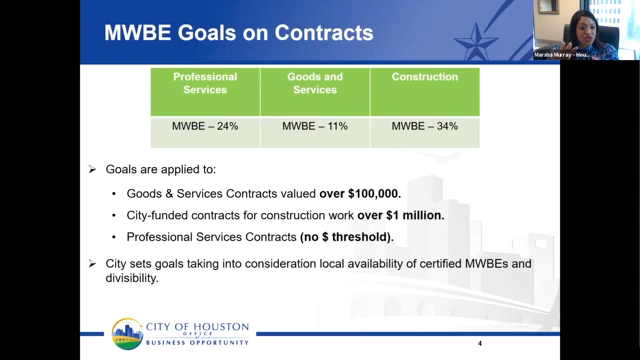 MWBE Goals on Contracts
Marsha Murray - Hou...
Professional
Services
Goods and
Services
Construction
MWBE – 24%
MWBE – 11%
MWBE – 34%
➢ Goals are applied to:
• Goods & Services Contracts valued over $100,000.
• City-funded contracts for construction work over $1 million.
• Professional Services Contracts (no $ threshold).
➢ City sets goals taking into consideration local availability of certified MWBEs and
divisibility.
CITY OF HOUSTON
OFFICE
of
BUSINESS OPPORTUNITY
4